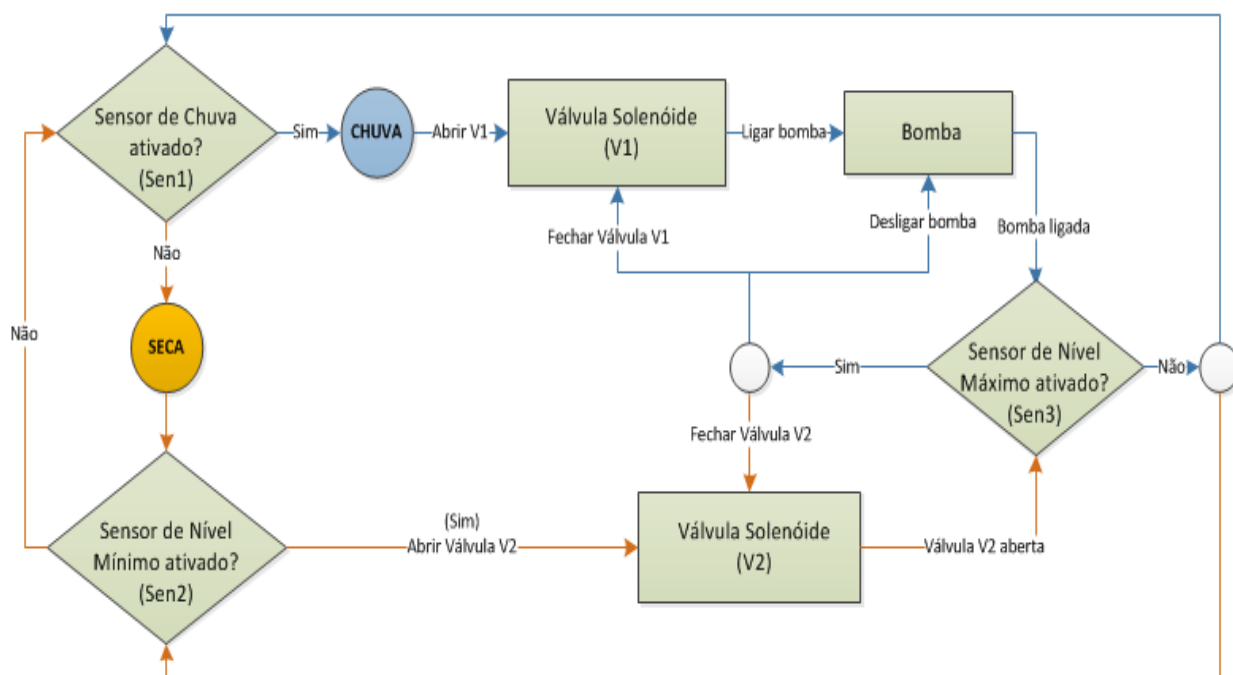 Sensor de Chuva
ativado?
(Sen1)
Sim
CHUVA
Abrir V1
Válvula Solenóide
(V1)
Ligar bomba
Bomba
Fechar Válvula V1
Desligar bomba
Bomba ligada
Não
Não
SECA
Sim
Sensor de Nível
Máximo ativado?
(Sen3)
Não
Fechar Válvula V2
Sensor de Nível
Mínimo ativado?
(Sen2)
(Sim)
Abrir Válvula V2
Válvula Solenóide
(V2)
Válvula V2 aberta